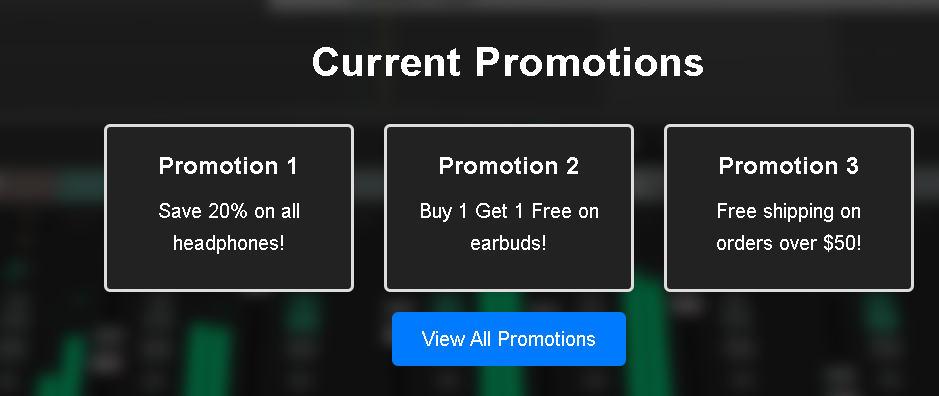 Current Promotions
Promotion 1
Save 20% on all
headphones!
Promotion 2
Buy 1 Get 1 Free on
earbuds!
Promotion 3
Free shipping on
orders over $50!
View All Promotions